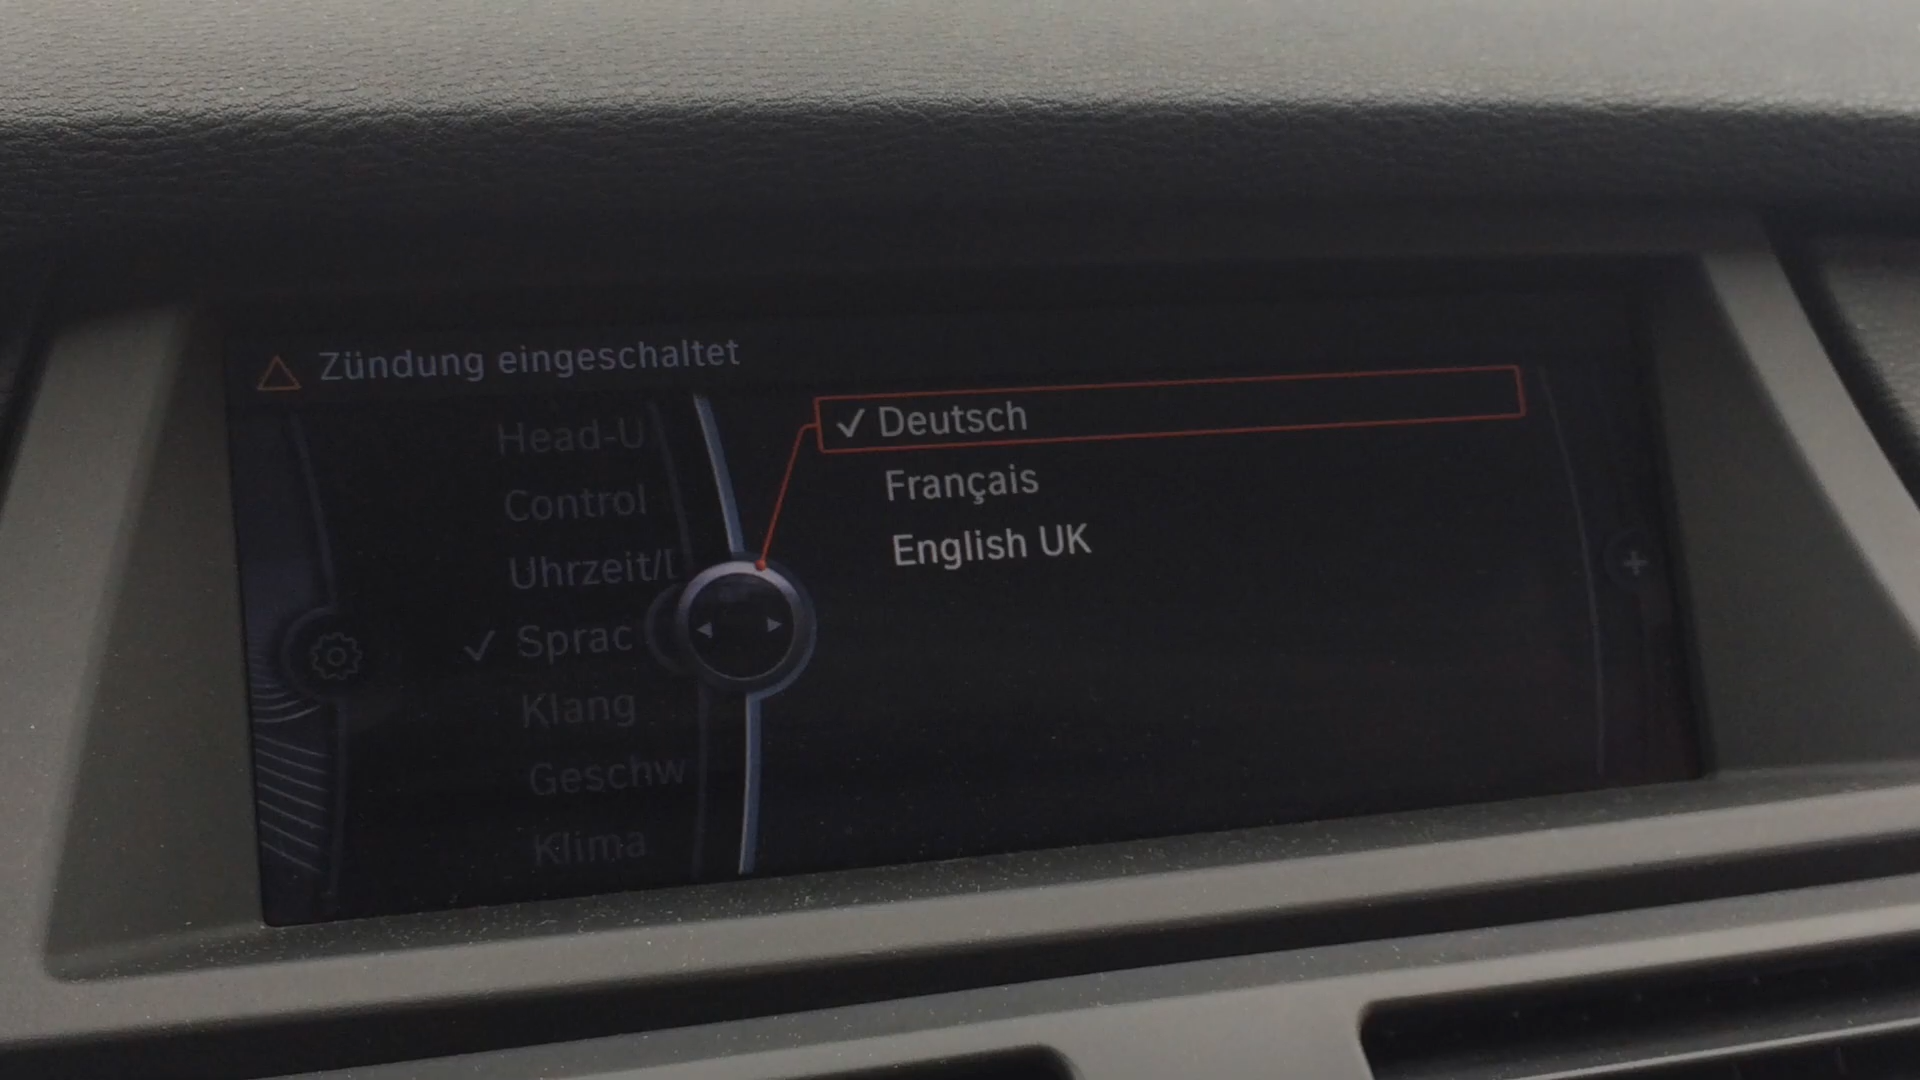 Zündung eingeschaltet
Head-U
Control
Uhrzeit/
Sprac
Klang
Geschw
Klima
Deutsch
Français
English UK